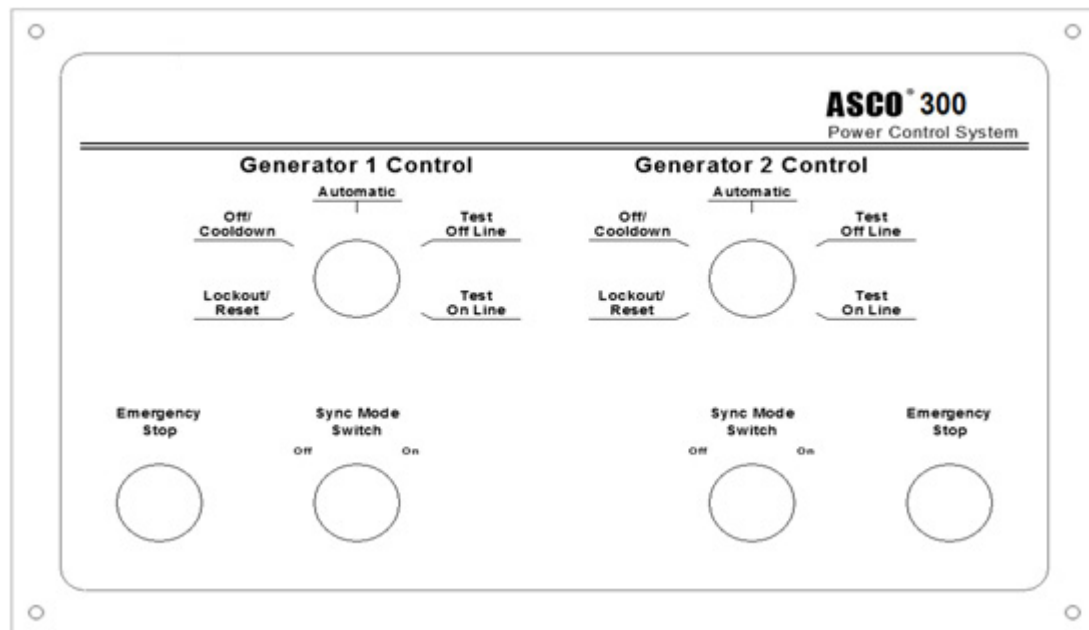 ASCO® 300
Power Control System
Generator 1 Control
Automatic
Off/
Cooldown
Test
Off Line
Lockout/
Reset
Test
On Line
Generator 2 Control
Automatic
Off/
Cooldown
Test
Off Line
Lockout/
Reset
Test
On Line
Emergency
Stop
Sync Mode
Switch
Off
On
Sync Mode
Switch
Off
On
Emergency
Stop